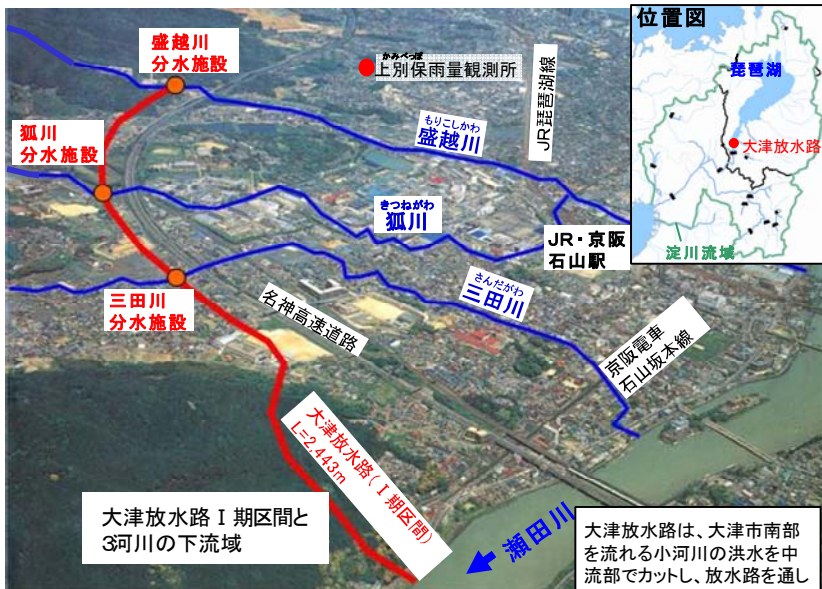 盛越川
分水施設
かみべっぽ
上別保雨量観測所
JR琵琶湖線
位置図
琵琶湖
大津放水路
淀川流域
狐川
分水施設
もりこしかわ
盛越川
きつねがわ
狐川
JR・京阪
石山駅
三田川
分水施設
さんだがわ
三田川
名神高速道路
京阪電車
石山坂本線
大津放水路(Ⅰ期区間)
L=2,443m
瀬田川
大津放水路Ⅰ期区間と
3河川の下流域
大津放水路は、大津市南部
を流れる小河川の洪水を中
流部でカットし、放水路を通し